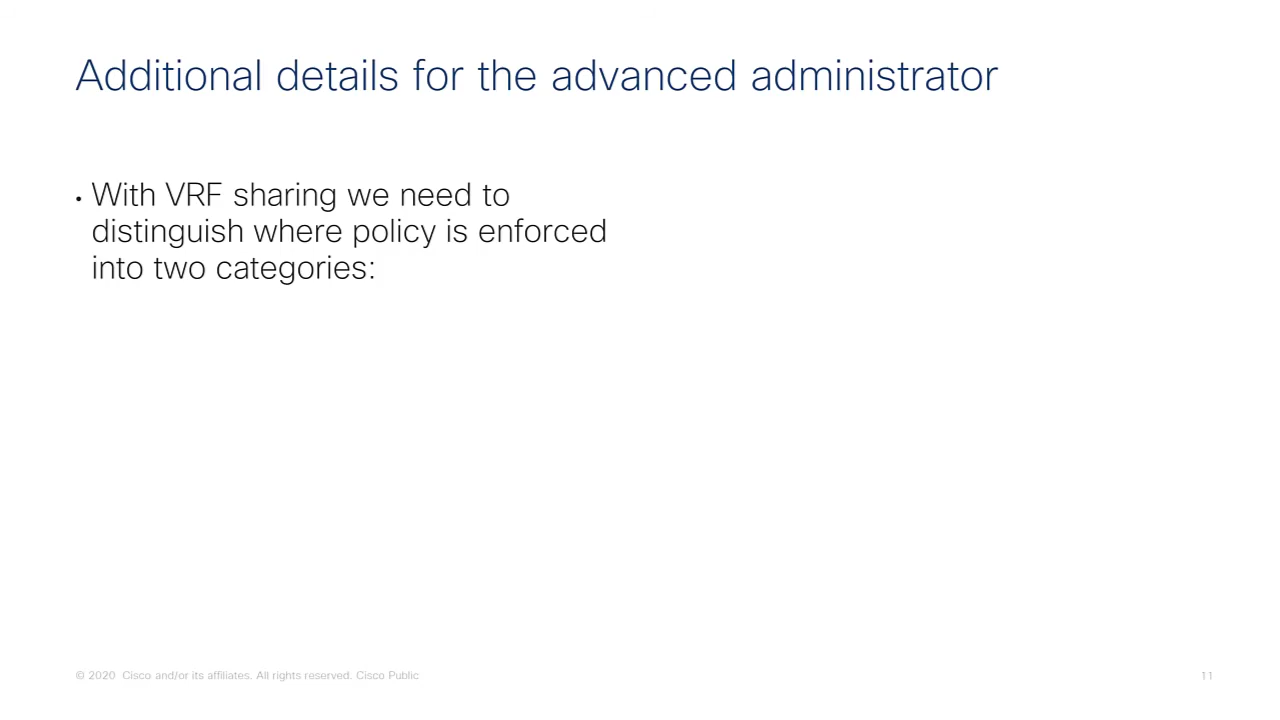 Additional details for the advanced administrator
• With VRF sharing we need to
distinguish where policy is enforced
into two categories:
© 2020 Cisco and/or its affiliates. All rights reserved. Cisco Public
11